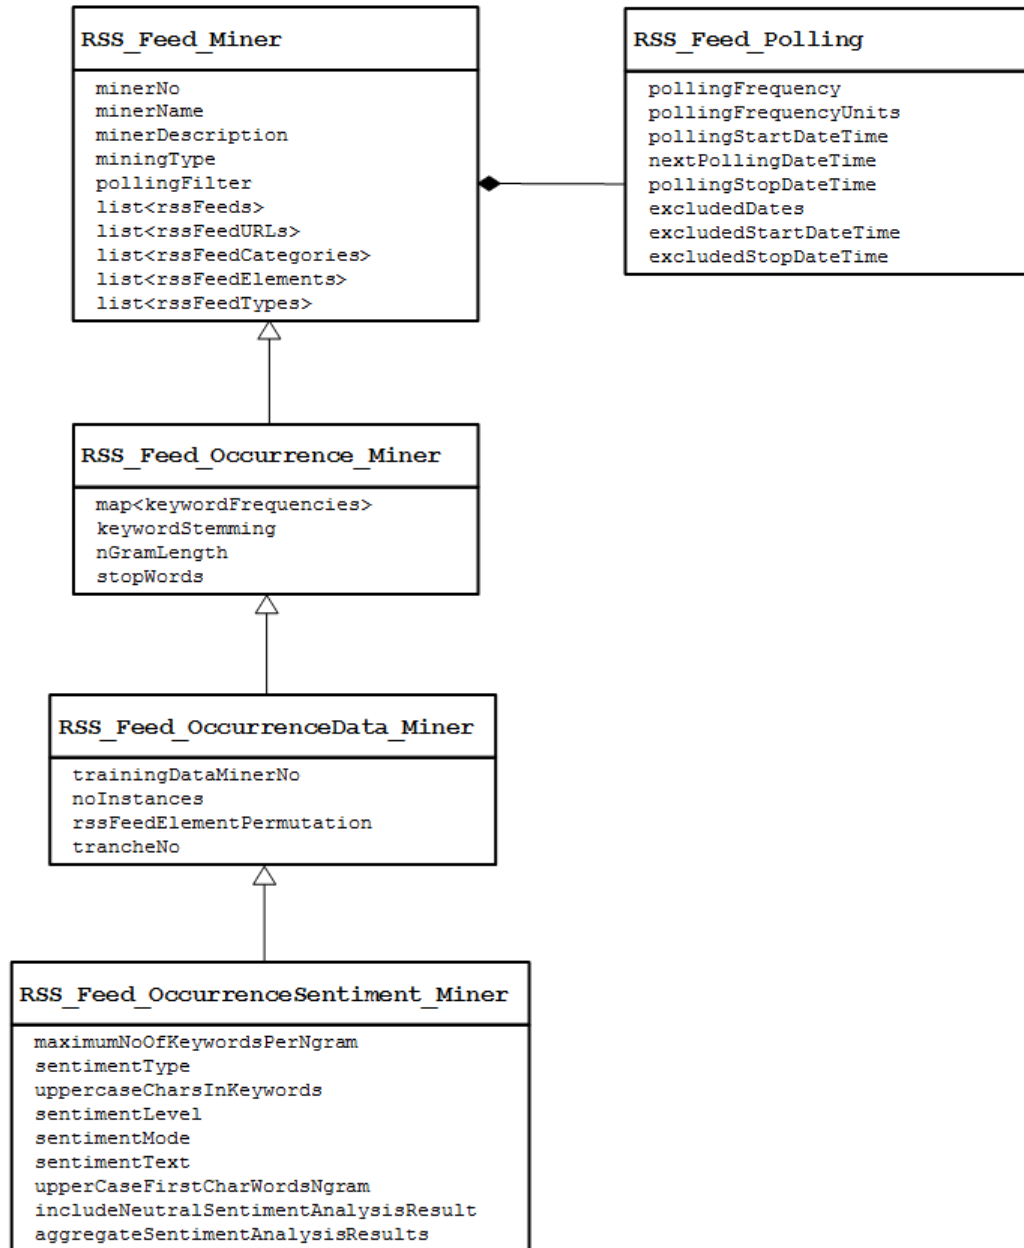 RSS_Feed_Miner
minerNo
minerName
minerDescription
miningType
pollingFilter
list<rssFeeds>
list<rssFeedURLs>
list<rssFeedCategories>
list<rssFeedElements>
list<rssFeedTypes>
RSS_Feed_Polling
pollingFrequency
pollingFrequencyUnits
pollingStartDateTime
nextPollingDateTime
pollingStopDateTime
excludedDates
excludedStartDateTime
excludedStopDateTime
RSS_Feed_Occurrence_Miner
map<keywordFrequencies>
keywordStemming
nGramLength
stopWords
RSS_Feed_OccurrenceData_Miner
trainingDataMinerNo
noInstances
rssFeedElementPermutation
trancheNo
RSS_Feed_OccurrenceSentiment_Miner
maximumNoOfKeywordsPerNgram
sentimentType
uppercaseCharsInKeywords
sentimentLevel
sentimentMode
sentimentText
upperCaseFirstCharWordsNgram
includeNeutralSentimentAnalysisResult
aggregateSentimentAnalysisResults